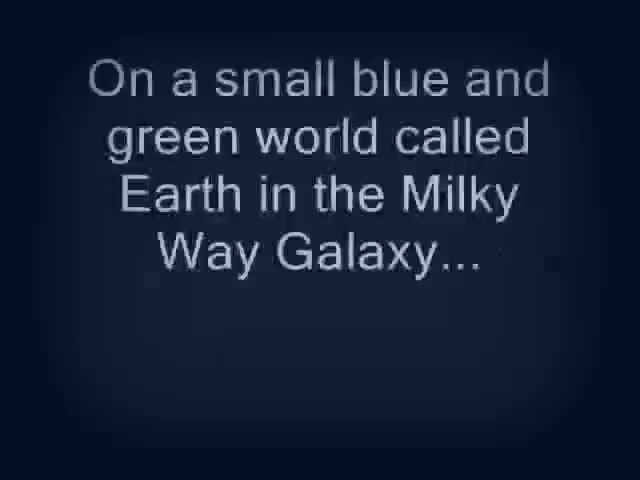 On a small blue and
green world called
Earth in the Milky
Way Galaxy...